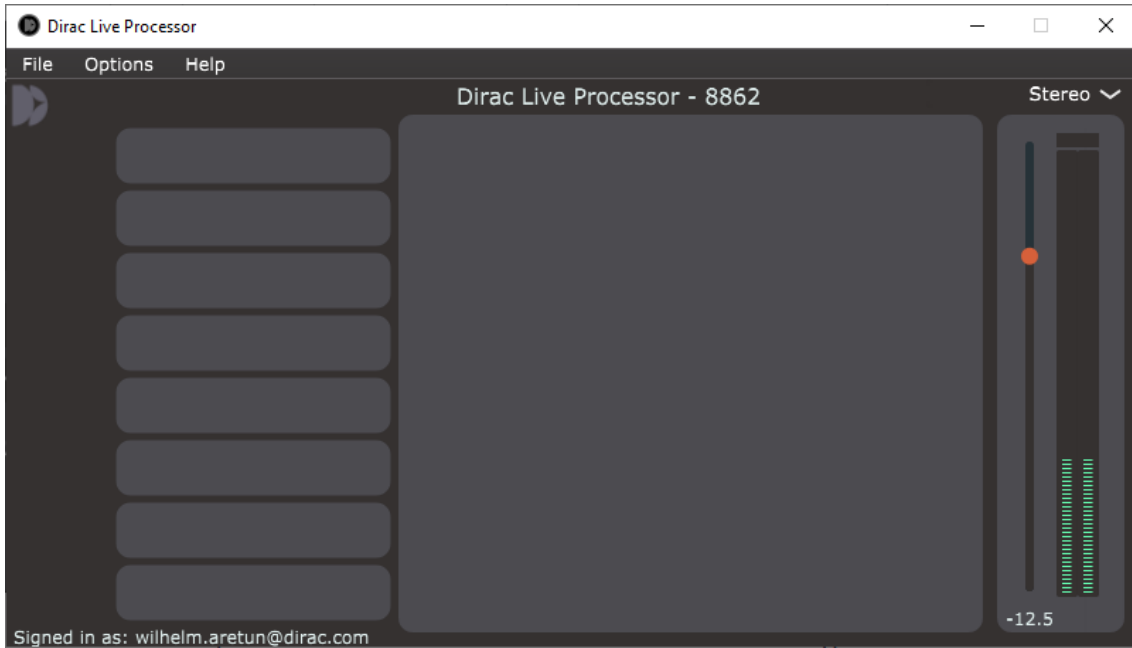 Dirac Live Processor
File Options Help
Dirac Live Processor - 8862
Stereo
-12.5
Signed in as: wilhelm.aretun@dirac.com